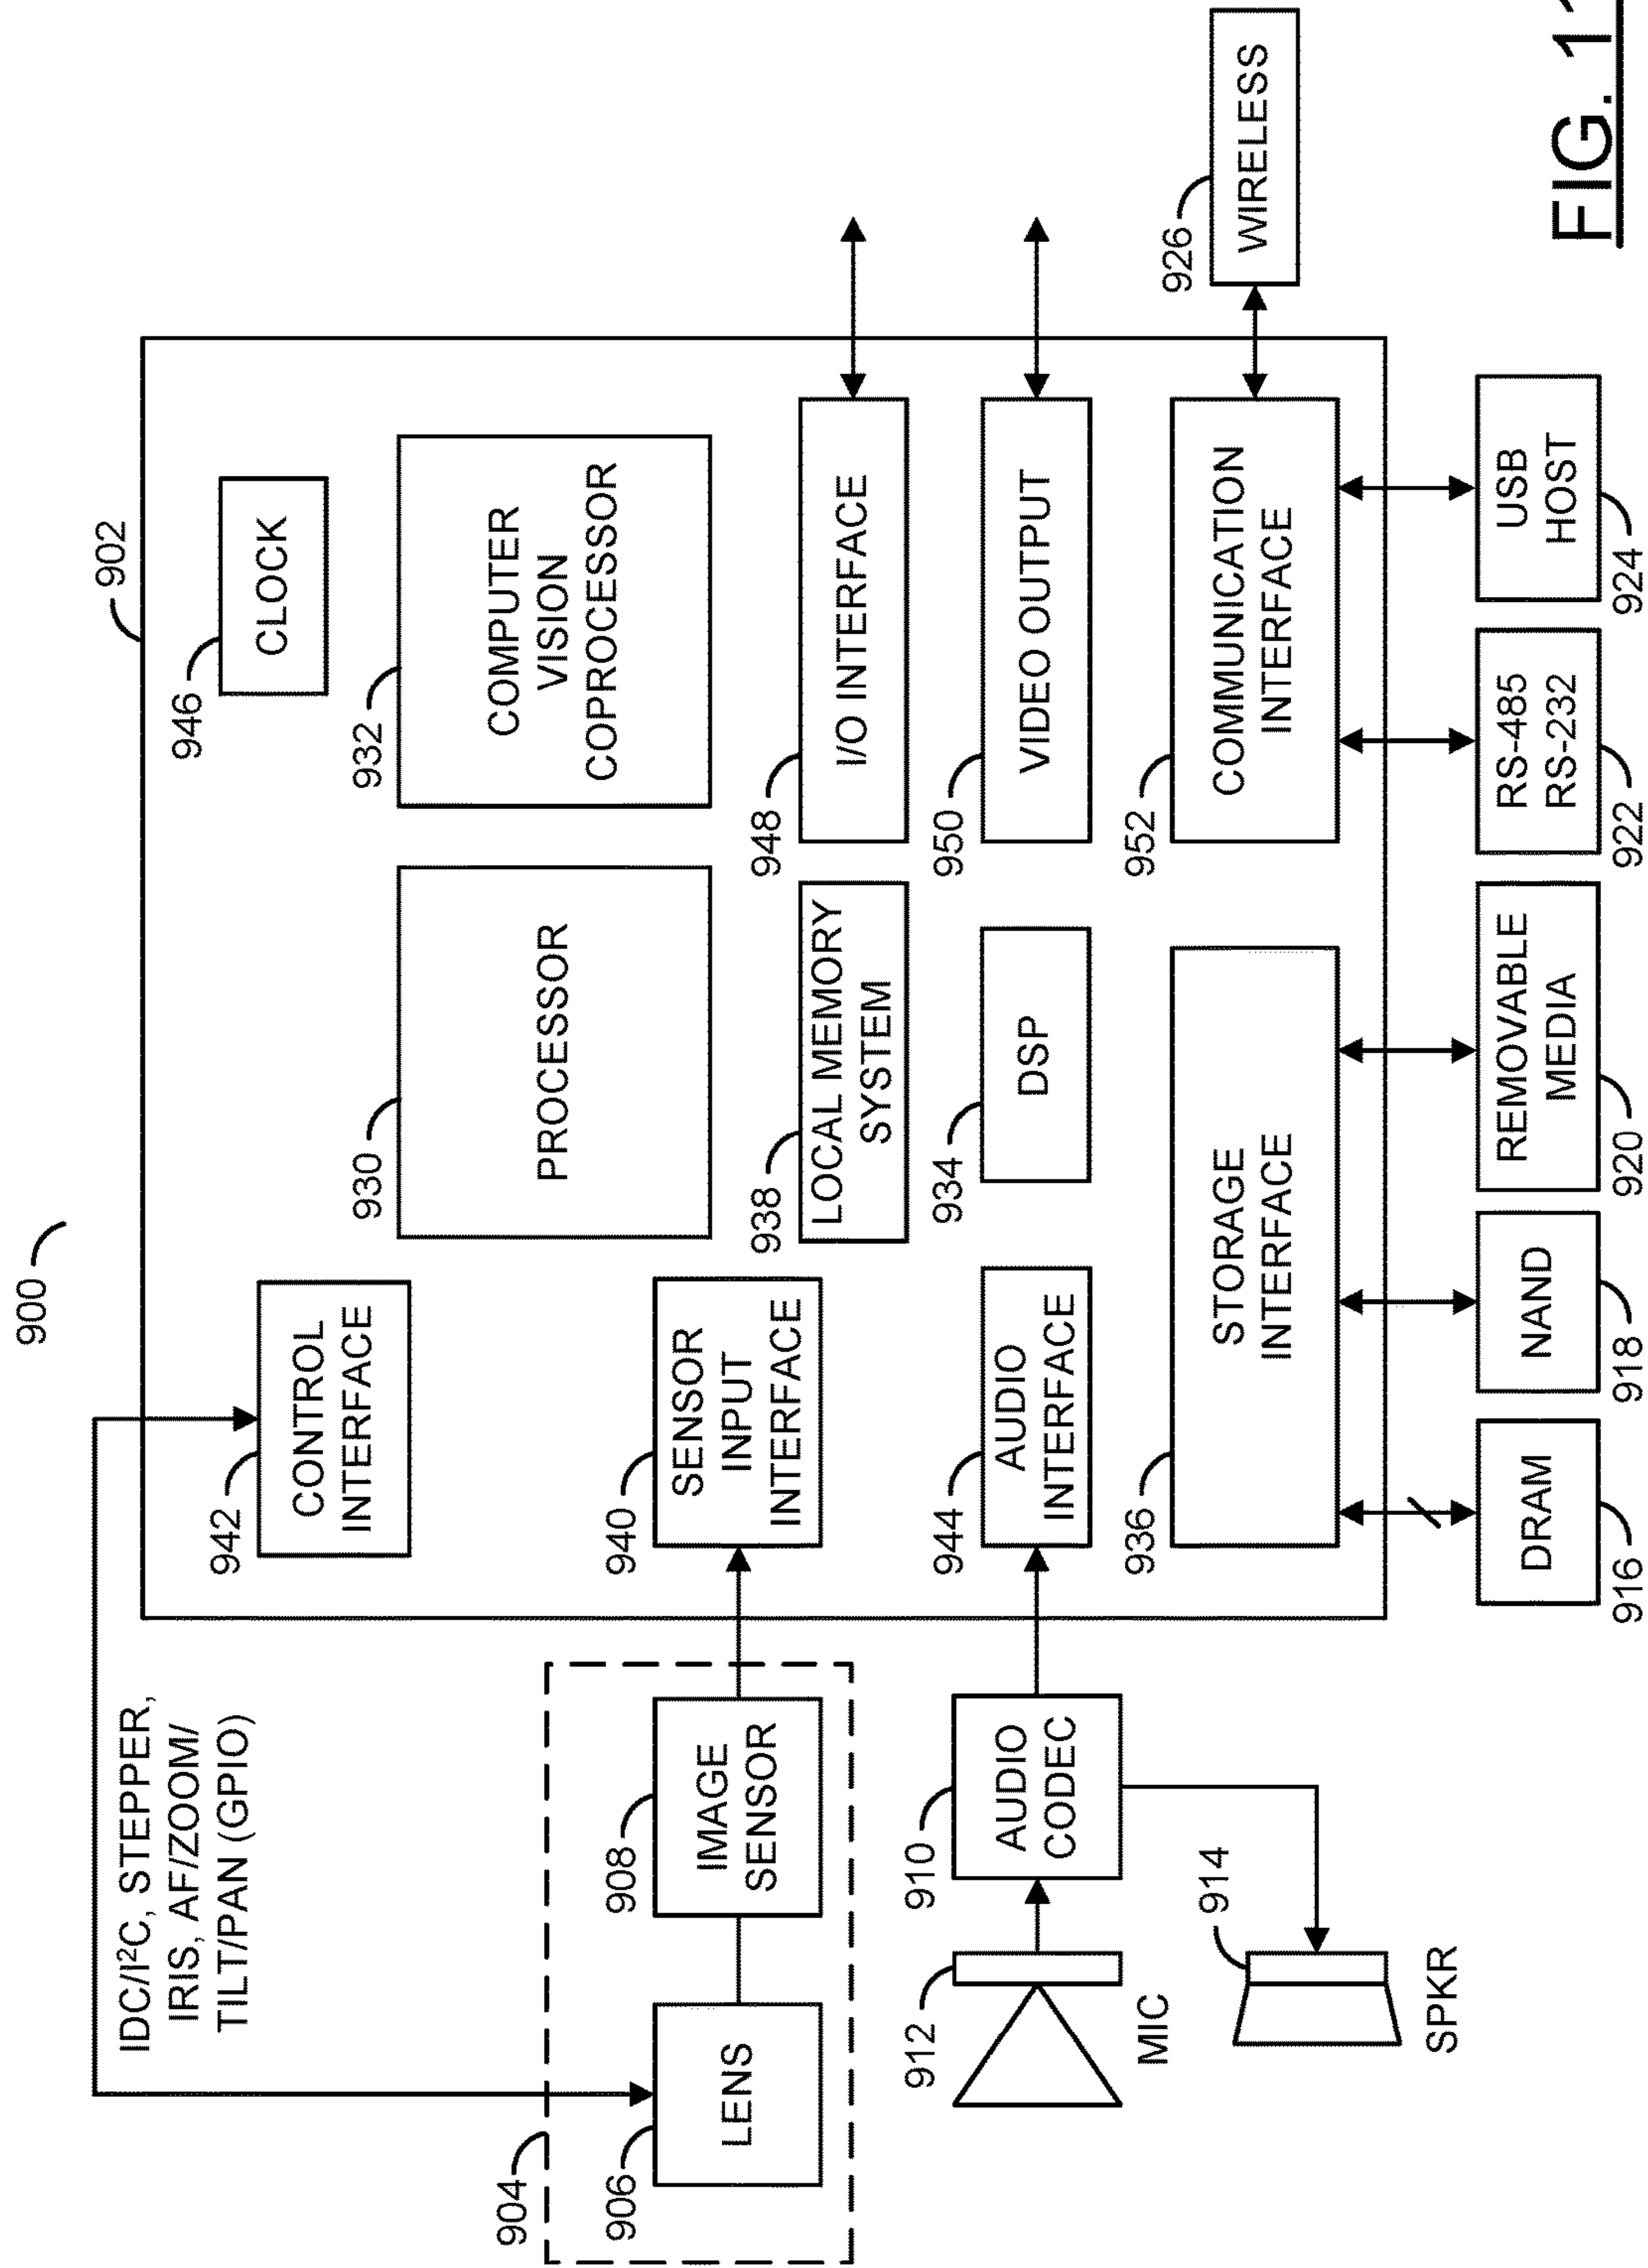 900
902
IDC/I²C, STEPPER,
IRIS, AF/ZOOM/
TILT/PAN (GPIO)
942
CONTROL
INTERFACE
946
CLOCK
904
906
LENS
908
IMAGE
SENSOR
940
SENSOR
INPUT
INTERFACE
930
PROCESSOR
932
COMPUTER
VISION
COPROCESSOR
938
LOCAL MEMORY
SYSTEM
948
I/O INTERFACE
912
MIC
910
AUDIO
CODEC
944
AUDIO
INTERFACE
934
DSP
950
VIDEO OUTPUT
914
SPKR
936
STORAGE
INTERFACE
952
COMMUNICATION
INTERFACE
926
WIRELESS
DRAM
916
NAND
918
REMOVABLE
MEDIA
920
RS-485
RS-232
922
USB
HOST
924
FIG. 11